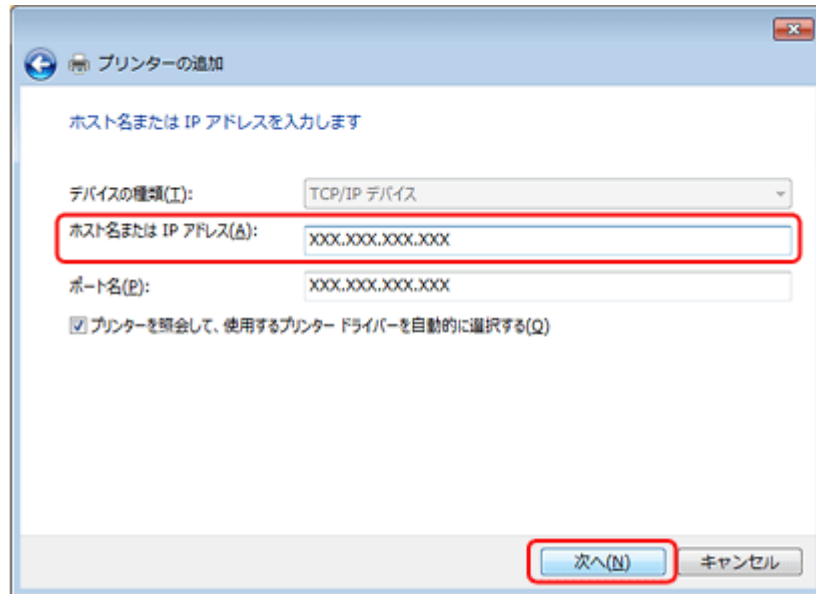 プリンターの追加
ホスト名または IP アドレスを入力します
デバイスの種類(T): TCP/IP デバイス
ホスト名または IP アドレス(A): XXX.XXX.XXX.XXX
ポート名(P): XXX.XXX.XXX.XXX
プリンターを照会して、使用するプリンター ドライバーを自動的に選択する(Q)
次へ(N) キャンセル